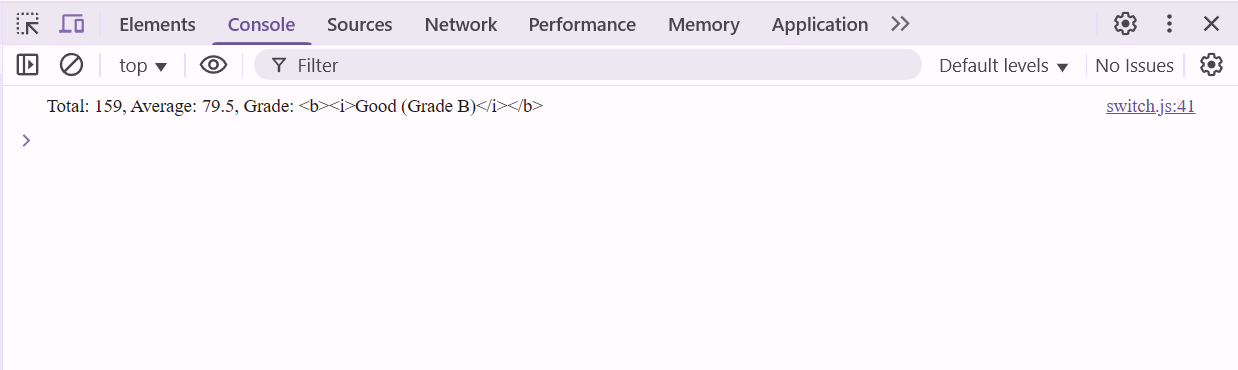 Elements Console Sources Network Performance Memory Application
top Filter Default levels No Issues
Total: 159, Average: 79.5, Grade: <b><i>Good (Grade B)</i></b> switch.js:41